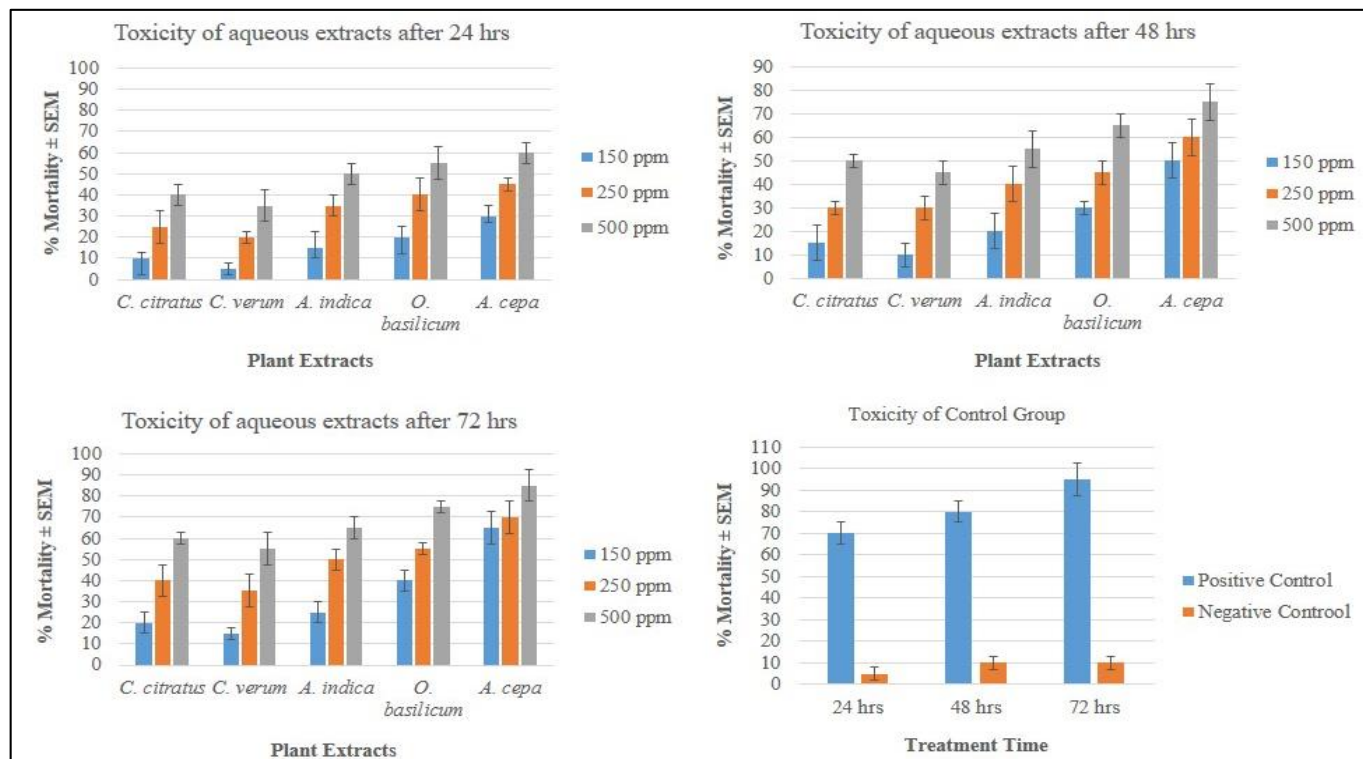 Toxicity of aqueous extracts after 24 hrs
% Mortality ± SEM
100
90
80
70
60
50
40
30
20
10
0
C. citratus C. verum A. indica O. basilicum A. cepa
Plant Extracts
150 ppm
250 ppm
500 ppm
Toxicity of aqueous extracts after 48 hrs
% Mortality ± SEM
90
80
70
60
50
40
30
20
10
0
C. citratus C. verum A. indica O. basilicum A. cepa
Plant Extracts
150 ppm
250 ppm
500 ppm
Toxicity of aqueous extracts after 72 hrs
% Mortality ± SEM
100
90
80
70
60
50
40
30
20
10
0
C. citratus C. verum A. indica O. basilicum A. cepa
Plant Extracts
150 ppm
250 ppm
500 ppm
Toxicity of Control Group
% Mortality ± SEM
110
100
90
80
70
60
50
40
30
20
10
0
24 hrs 48 hrs 72 hrs
Treatment Time
Positive Control
Negative Controol